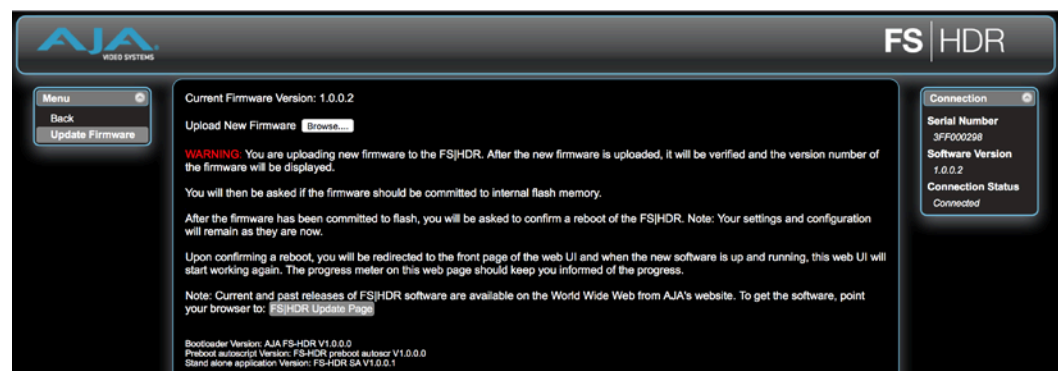 AJA
VIDEO SYSTEMS
FS|HDR
Menu
Back
Update Firmware
Current Firmware Version: 1.0.0.2
Upload New Firmware Browse....
WARNING: You are uploading new firmware to the FS|HDR. After the new firmware is uploaded, it will be verified and the version number of
the firmware will be displayed.
You will then be asked if the firmware should be committed to internal flash memory.
After the firmware has been committed to flash, you will be asked to confirm a reboot of the FS|HDR. Note: Your settings and configuration
will remain as they are now.
Upon confirming a reboot, you will be redirected to the front page of the web UI and when the new software is up and running, this web UI will
start working again. The progress meter on this web page should keep you informed of the progress.
Note: Current and past releases of FS|HDR software are available on the World Wide Web from AJA's website. To get the software, point
your browser to: FS|HDR Update Page
Bootloader Version: AJA FS-HDR V1.0.0.0
Preboot autoscript Version: FS-HDR preboot autoscr V1.0.0.0
Stand alone application Version: FS-HDR SA V1.0.0.1
Connection
Serial Number
3FF000298
Software Version
1.0.0.2
Connection Status
Connected